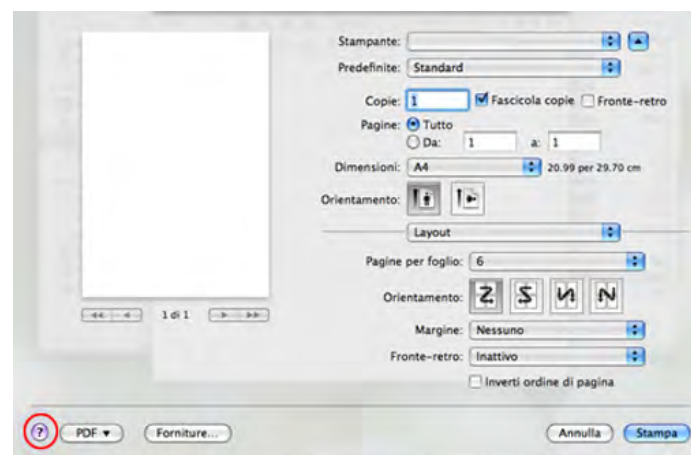 Stampante:
Predefinite: Standard
Copie: 1 Fascicola copie Fronte-retro
Pagine: Tutto
Da: 1 a: 1
Dimensioni: A4 20.99 per 29.70 cm
Orientamento:
Layout
Pagine per foglio: 6
Orientamento:
1 di 1
Margine: Nessuno
Fronte-retro: Inattivo
Inverti ordine di pagina
? PDF Forniture... Annulla Stampa